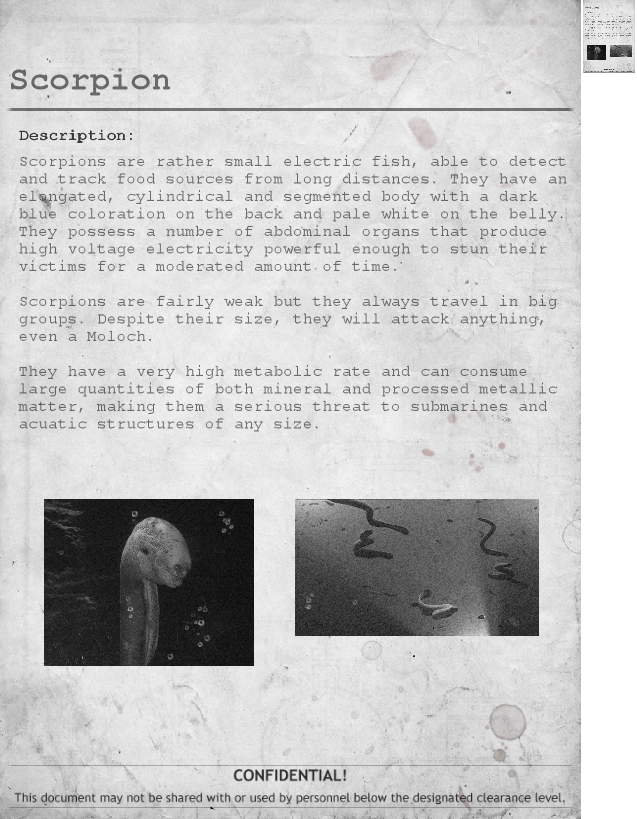 Scorpion
Description:
Scorpions are rather small electric fish, able to detect
and track food sources from long distances. They have an
elongated, cylindrical and segmented body with a dark
blue coloration on the back and pale white on the belly.
They possess a number of abdominal organs that produce
high voltage electricity powerful enough to stun their
victims for a moderated amount of time.
Scorpions are fairly weak but they always travel in big
groups. Despite their size, they will attack anything,
even a Moloch.
They have a very high metabolic rate and can consume
large quantities of both mineral and processed metallic
matter, making them a serious threat to submarines and
acuatic structures of any size.
CONFIDENTIAL!
This document may not be shared with or used by personnel below the designated clearance level.